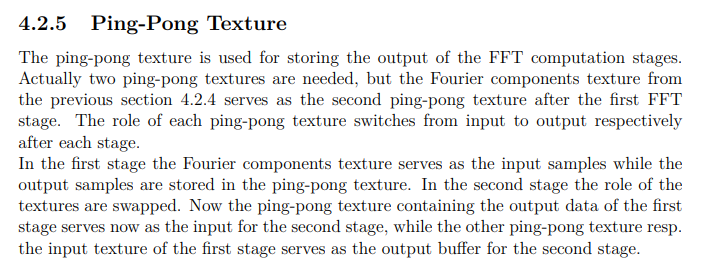 4.2.5 Ping-Pong Texture
The ping-pong texture is used for storing the output of the FFT computation stages.
Actually two ping-pong textures are needed, but the Fourier components texture from
the previous section 4.2.4 serves as the second ping-pong texture after the first FFT
stage. The role of each ping-pong texture switches from input to output respectively
after each stage.
In the first stage the Fourier components texture serves as the input samples while the
output samples are stored in the ping-pong texture. In the second stage the role of the
textures are swapped. Now the ping-pong texture containing the output data of the first
stage serves now as the input for the second stage, while the other ping-pong texture resp.
the input texture of the first stage serves as the output buffer for the second stage.